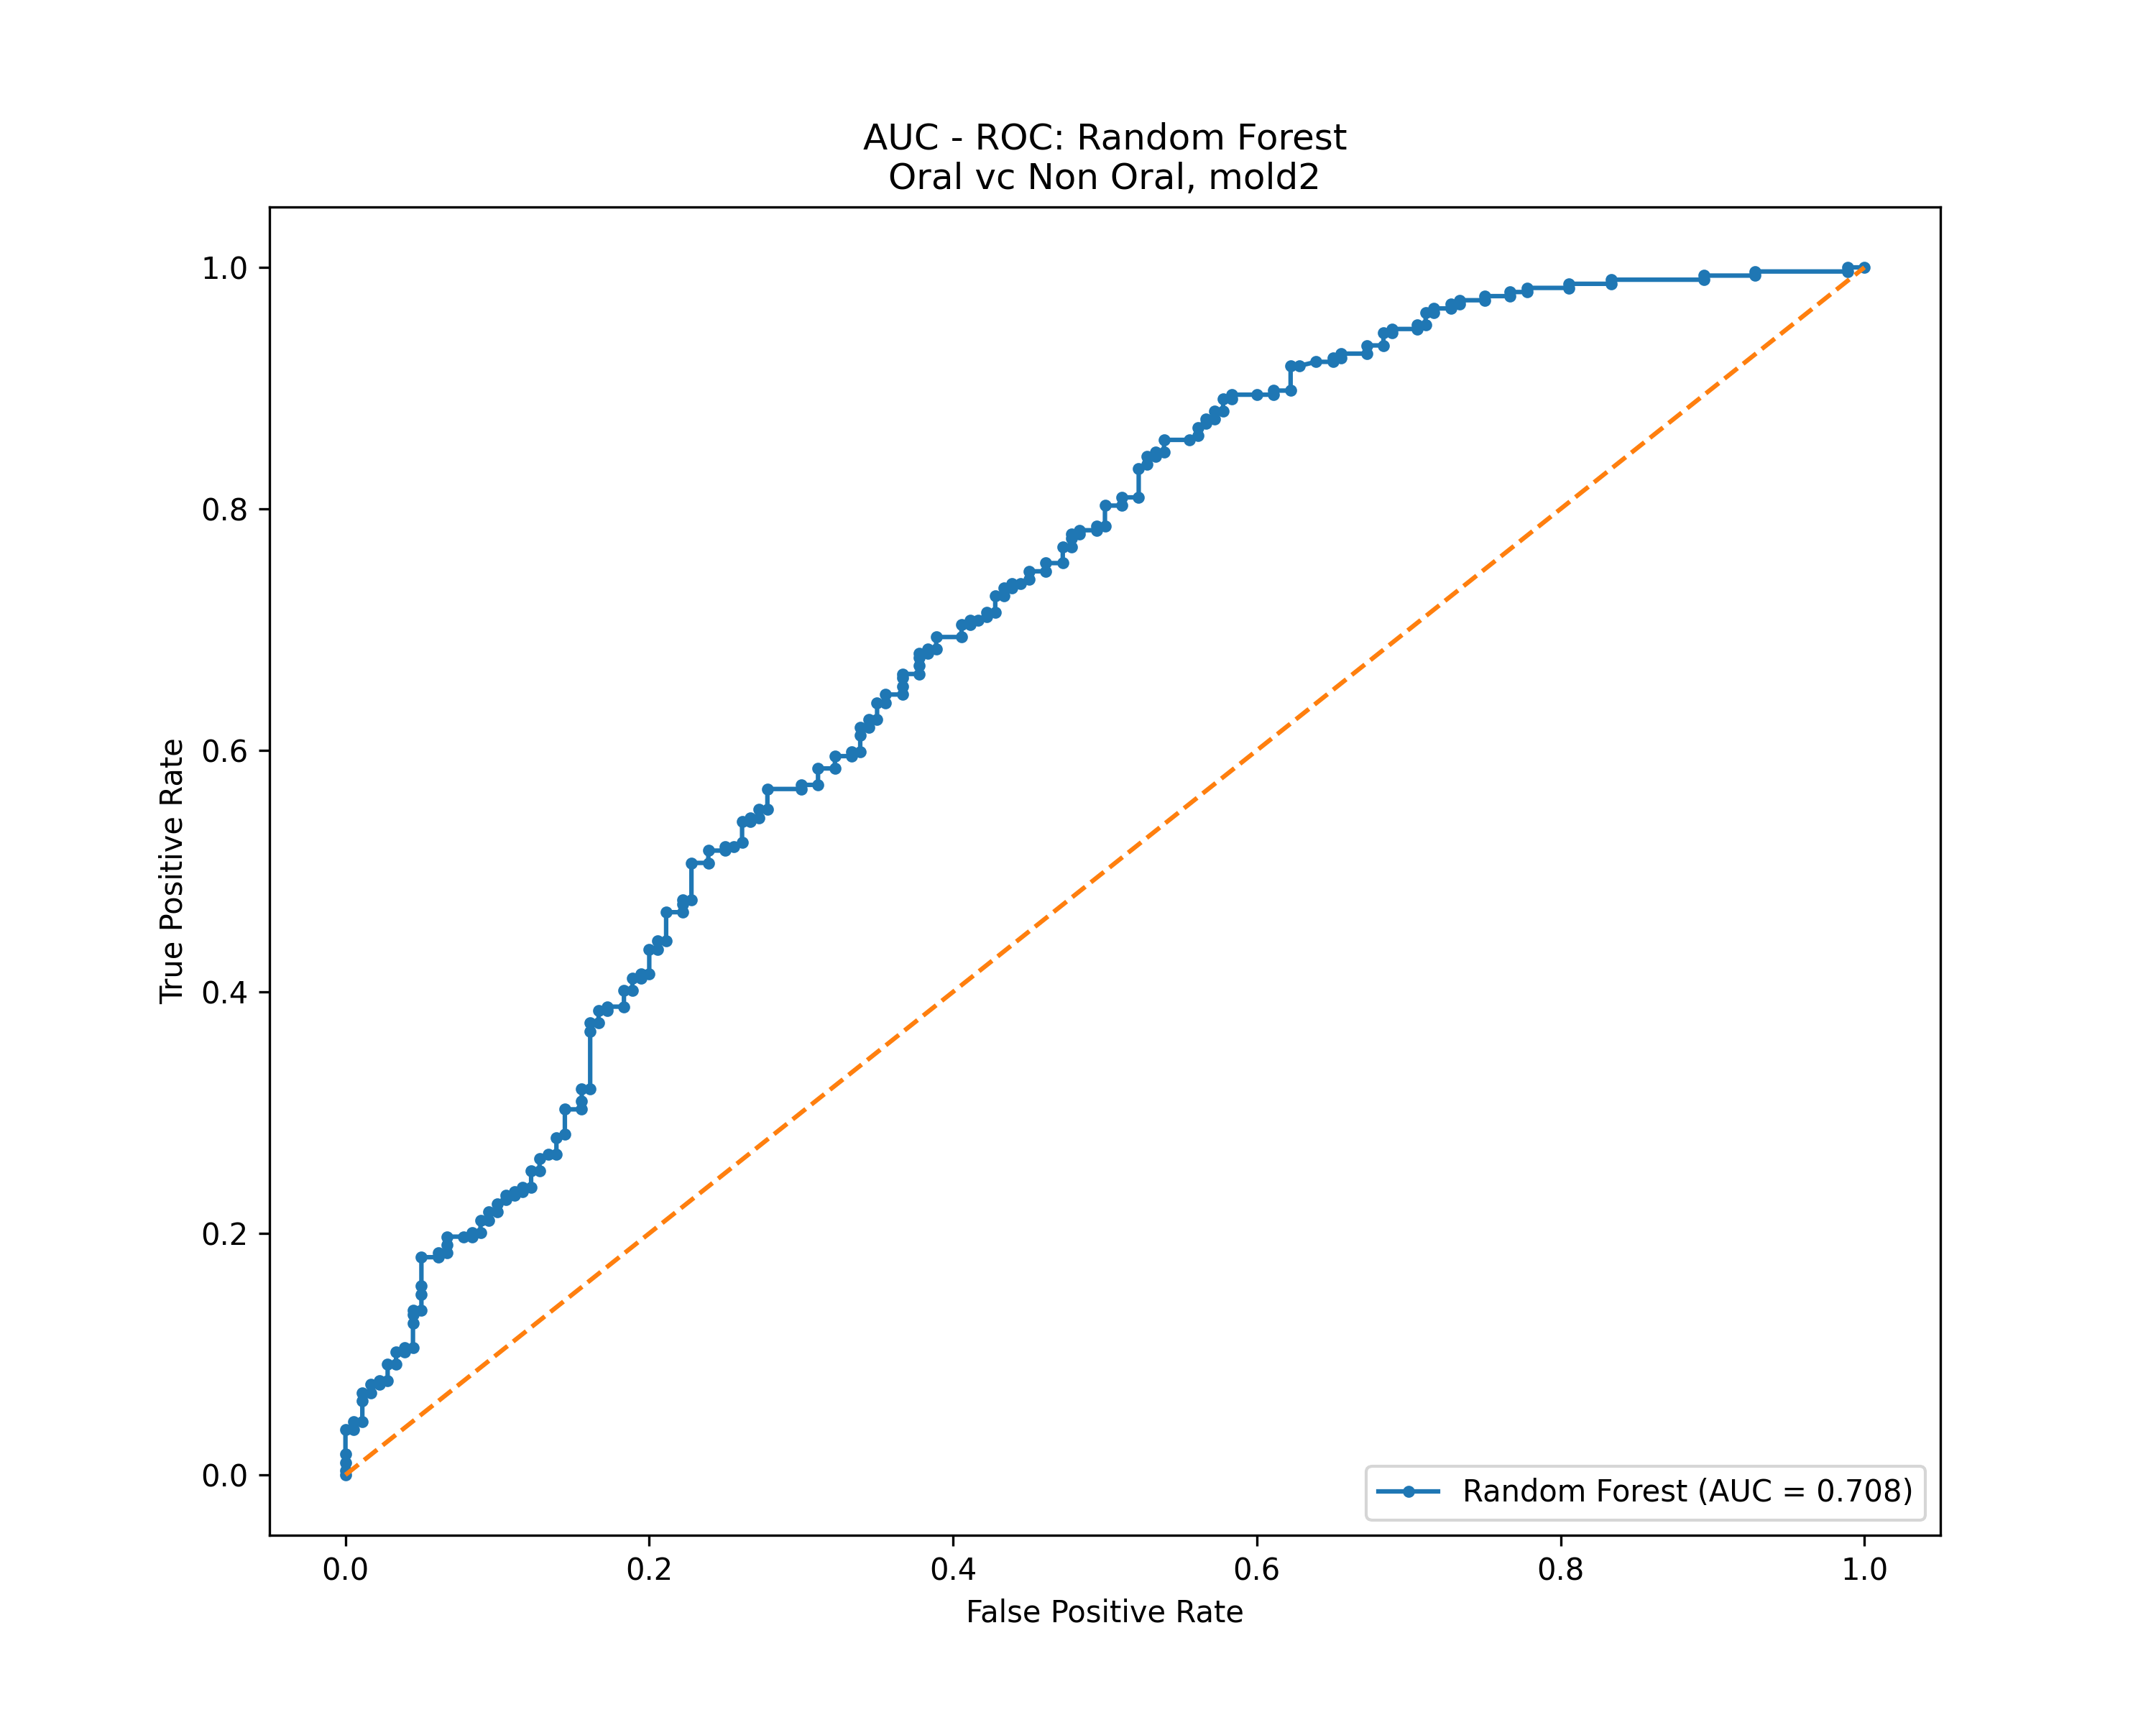 AUC - ROC: Random Forest
Oral vc Non Oral, mold2
True Positive Rate
1.0
0.8
0.6
0.4
0.2
0.0
Random Forest (AUC = 0.708)
0.0 0.2 0.4 0.6 0.8 1.0
False Positive Rate